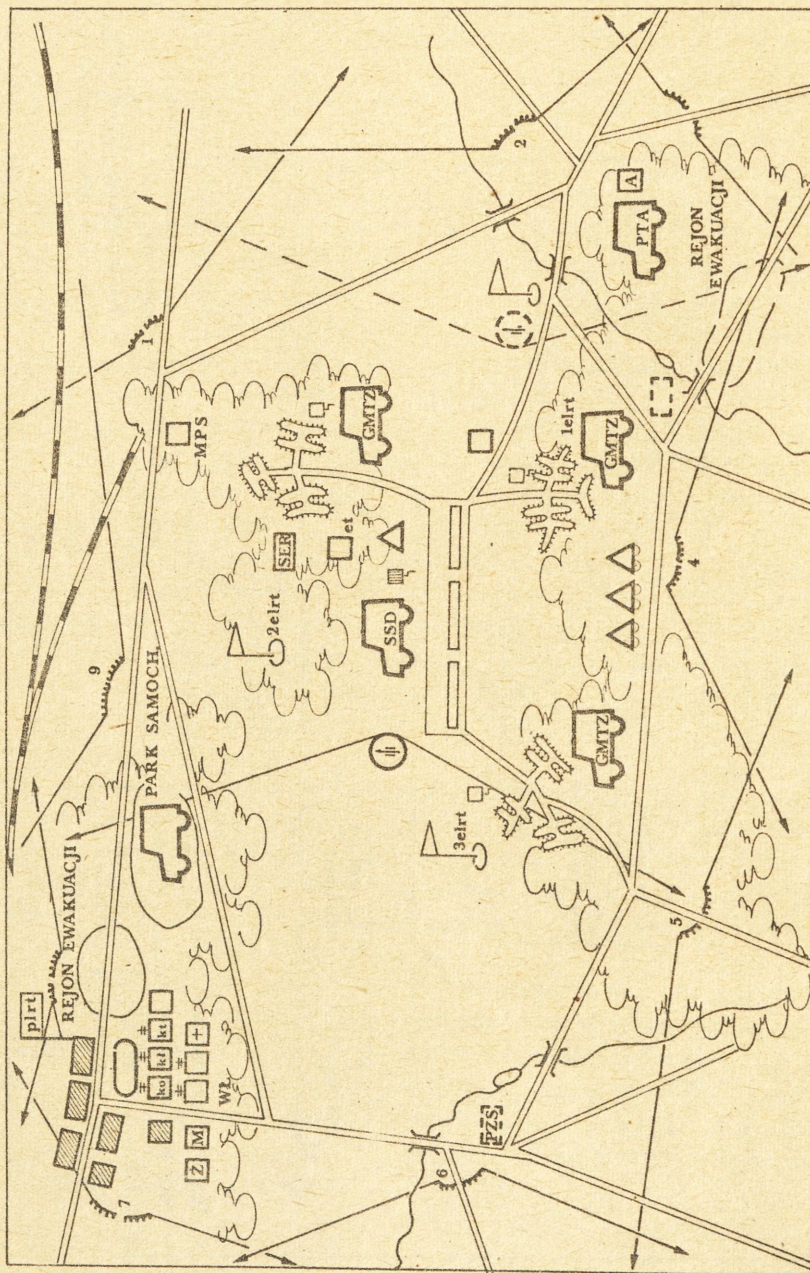 plrt
REJON EWAKUACJI
7
9
1
PARK SAMOCH.
ko
kt
Ż
M
+
WŁ
MPS
SER
2elrt
et
GMTZ
SSD
3elrt
6
PZS
2
GMTZ
1elrt
GMTZ
PTA
A
5
4
REJON
EWAKUACJI